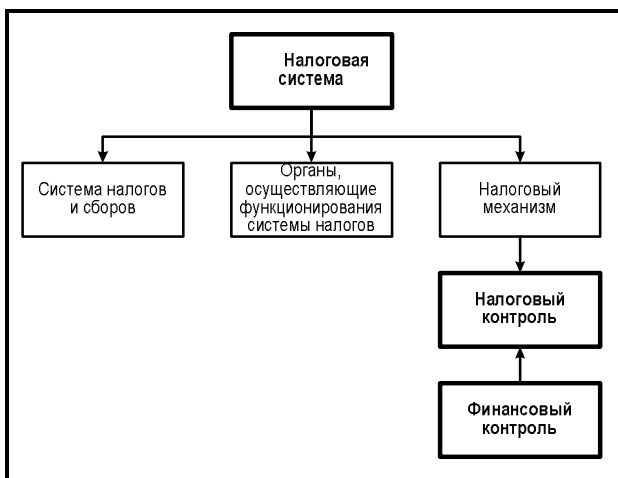 Налоговая
система
Система налогов
и сборов
Органы,
осуществляющие
функционирования
системы налогов
Налоговый
механизм
Налоговый
контроль
Финансовый
контроль